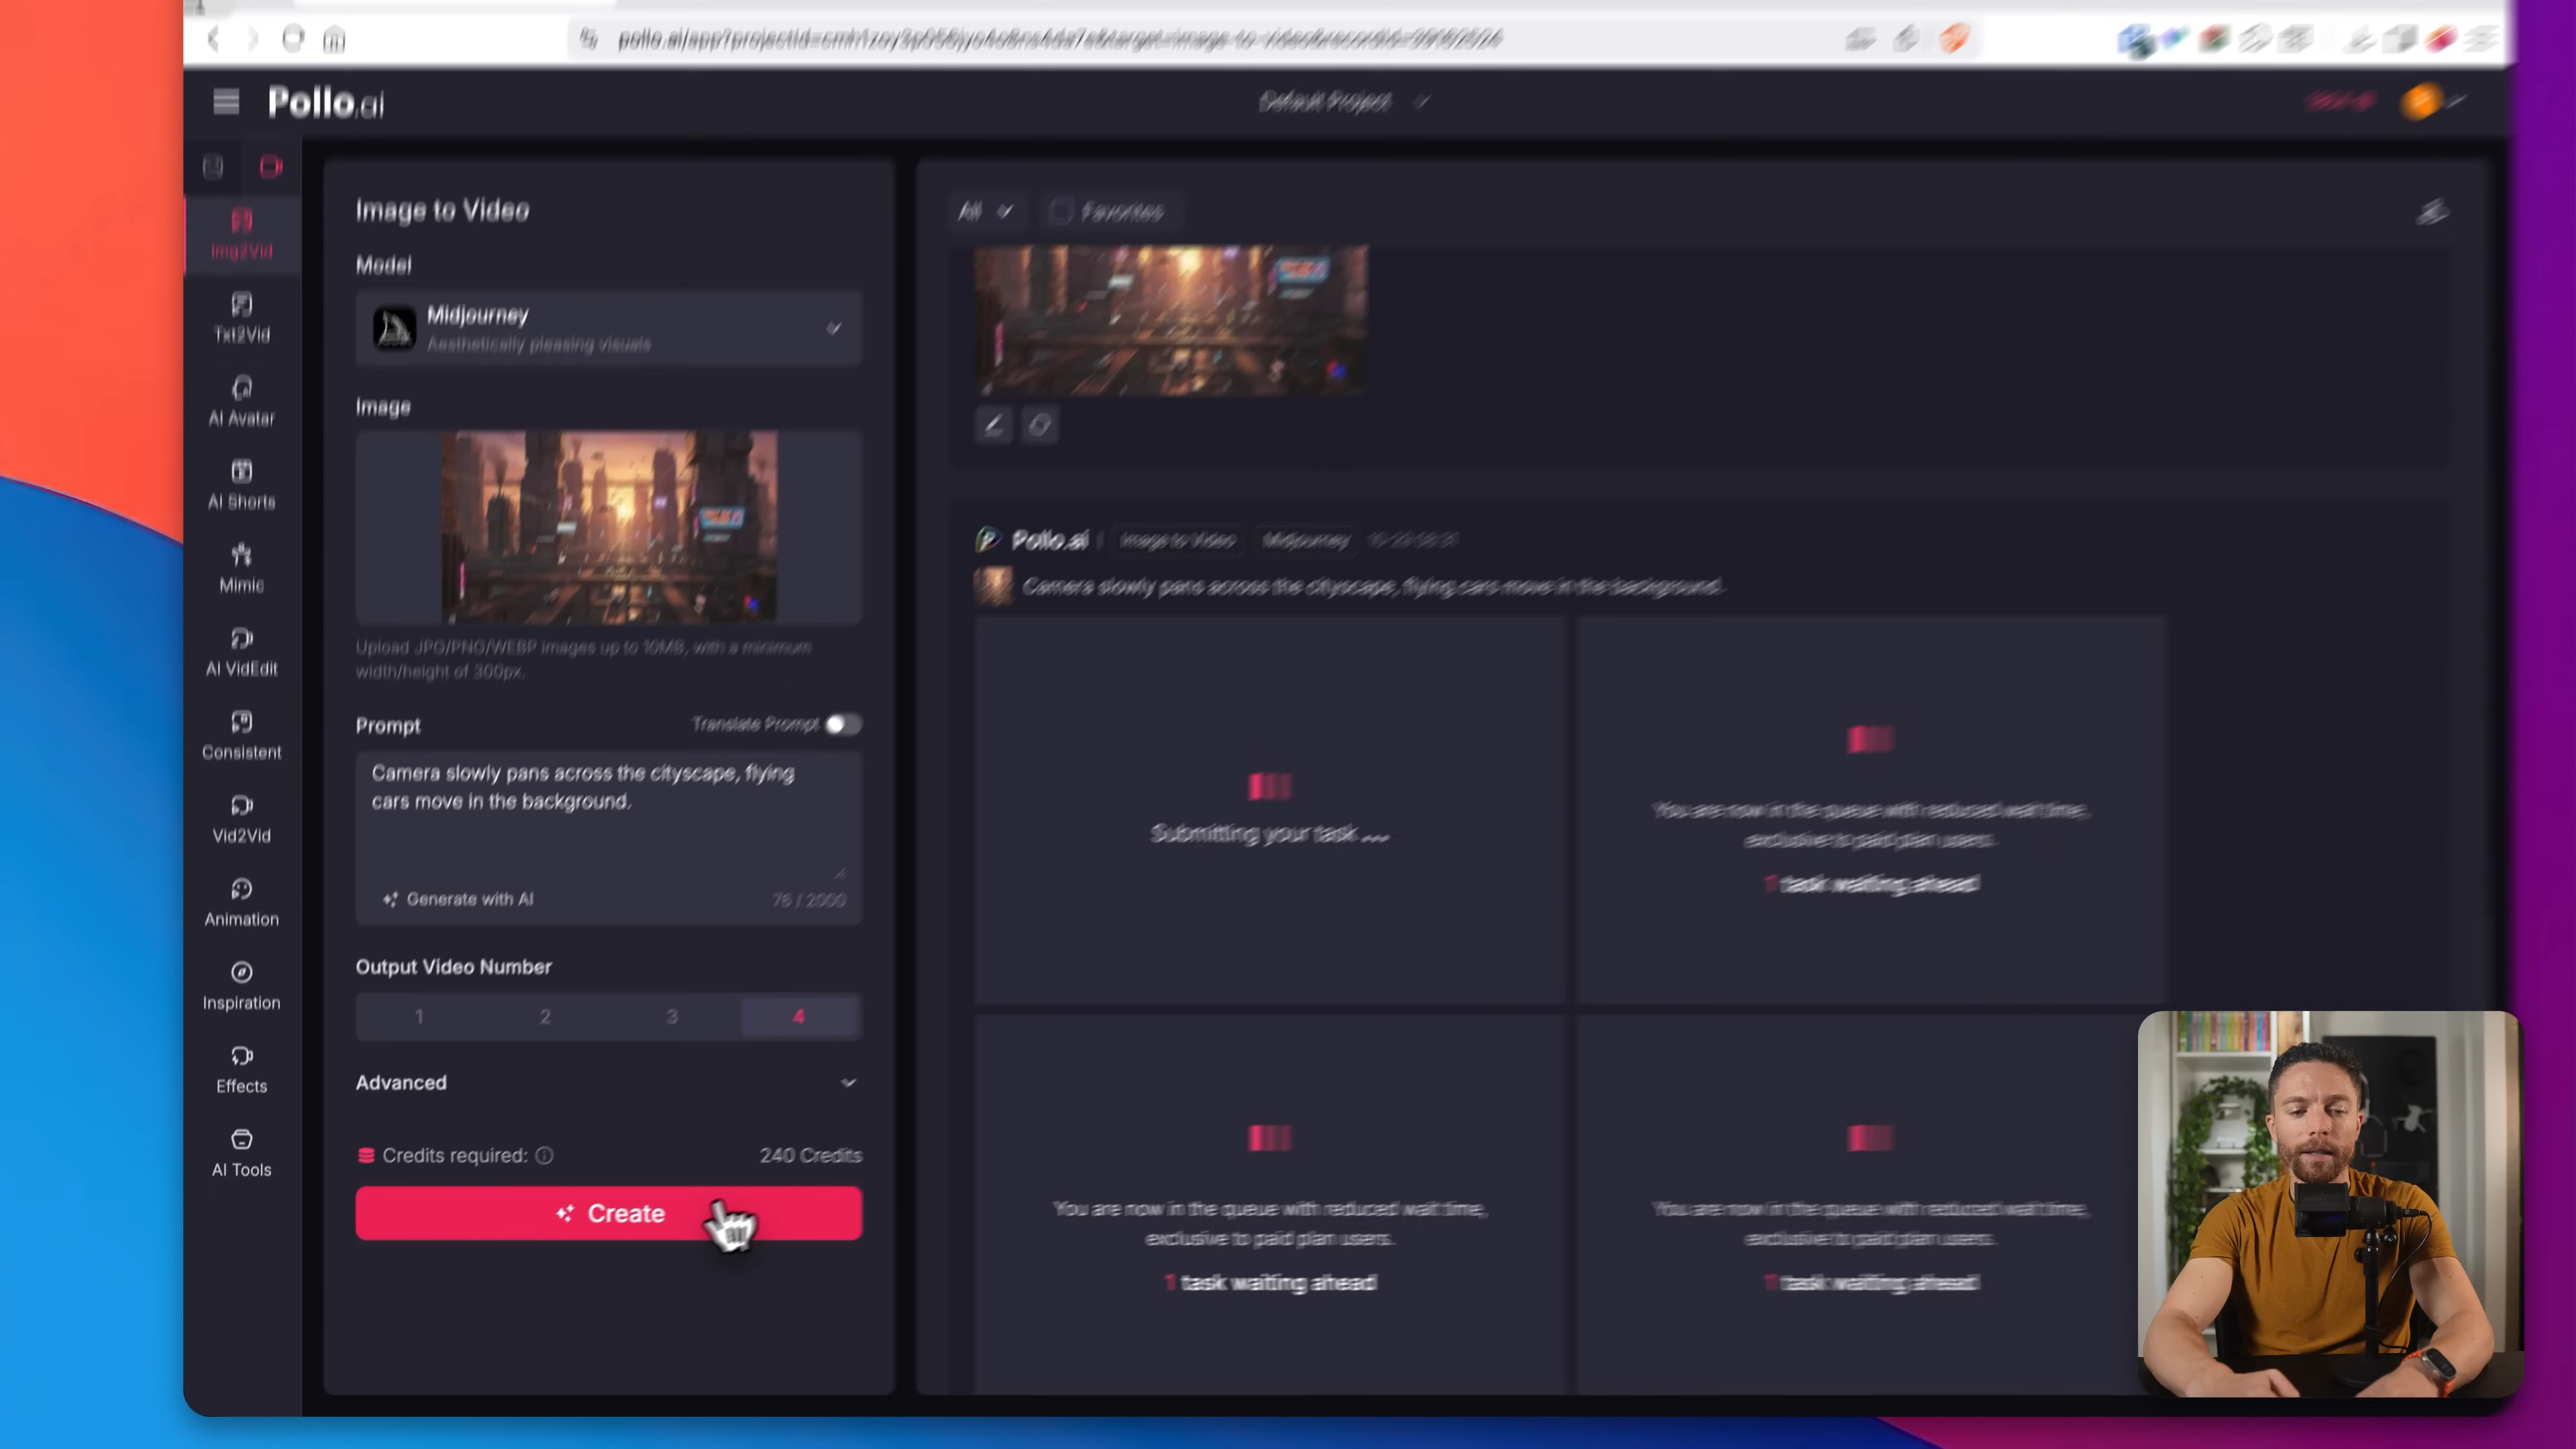 Pollo.ai
Default Project
Img2Vid
Txt2Vid
AI Avatar
AI Shorts
Mimic
AI VidEdit
Consistent
Vid2Vid
Animation
Inspiration
Effects
AI Tools
Image to Video
Model
Midjourney
Aesthetically pleasing visuals
Image
Upload JPG/PNG/WEBP images up to 10MB, with a minimum
width/height of 300px.
Prompt
Translate Prompt
Camera slowly pans across the cityscape, flying
cars move in the background.
Generate with AI
76 / 2000
Output Video Number
1 2 3 4
Advanced
Credits required:
240 Credits
Create
All
Favorites
Pollo.ai Image to Video Midjourney
Camera slowly pans across the cityscape, flying cars move in the background.
Submitting your task
You are now in the queue with reduced wait time,
exclusive to paid plan users.
1 task waiting ahead
You are now in the queue with reduced wait time,
exclusive to paid plan users.
1 task waiting ahead
You are now in the queue with reduced wait time,
exclusive to paid plan users.
1 task waiting ahead